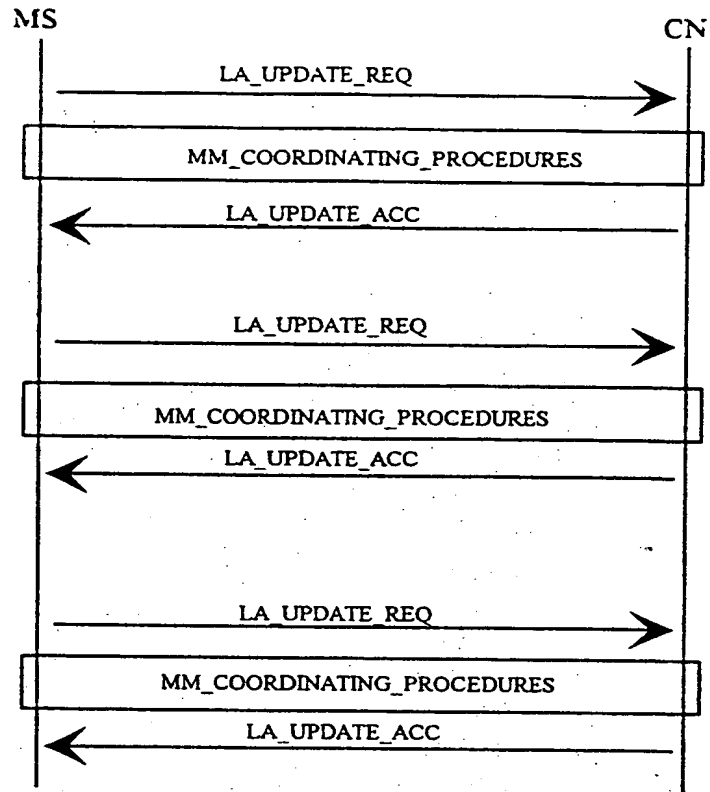 MS
CN
LA_UPDATE_REQ
MM_COORDINATING_PROCEDURES
LA_UPDATE_ACC
LA_UPDATE_REQ
MM_COORDINATING_PROCEDURES
LA_UPDATE_ACC
LA_UPDATE_REQ
MM_COORDINATING_PROCEDURES
LA_UPDATE_ACC